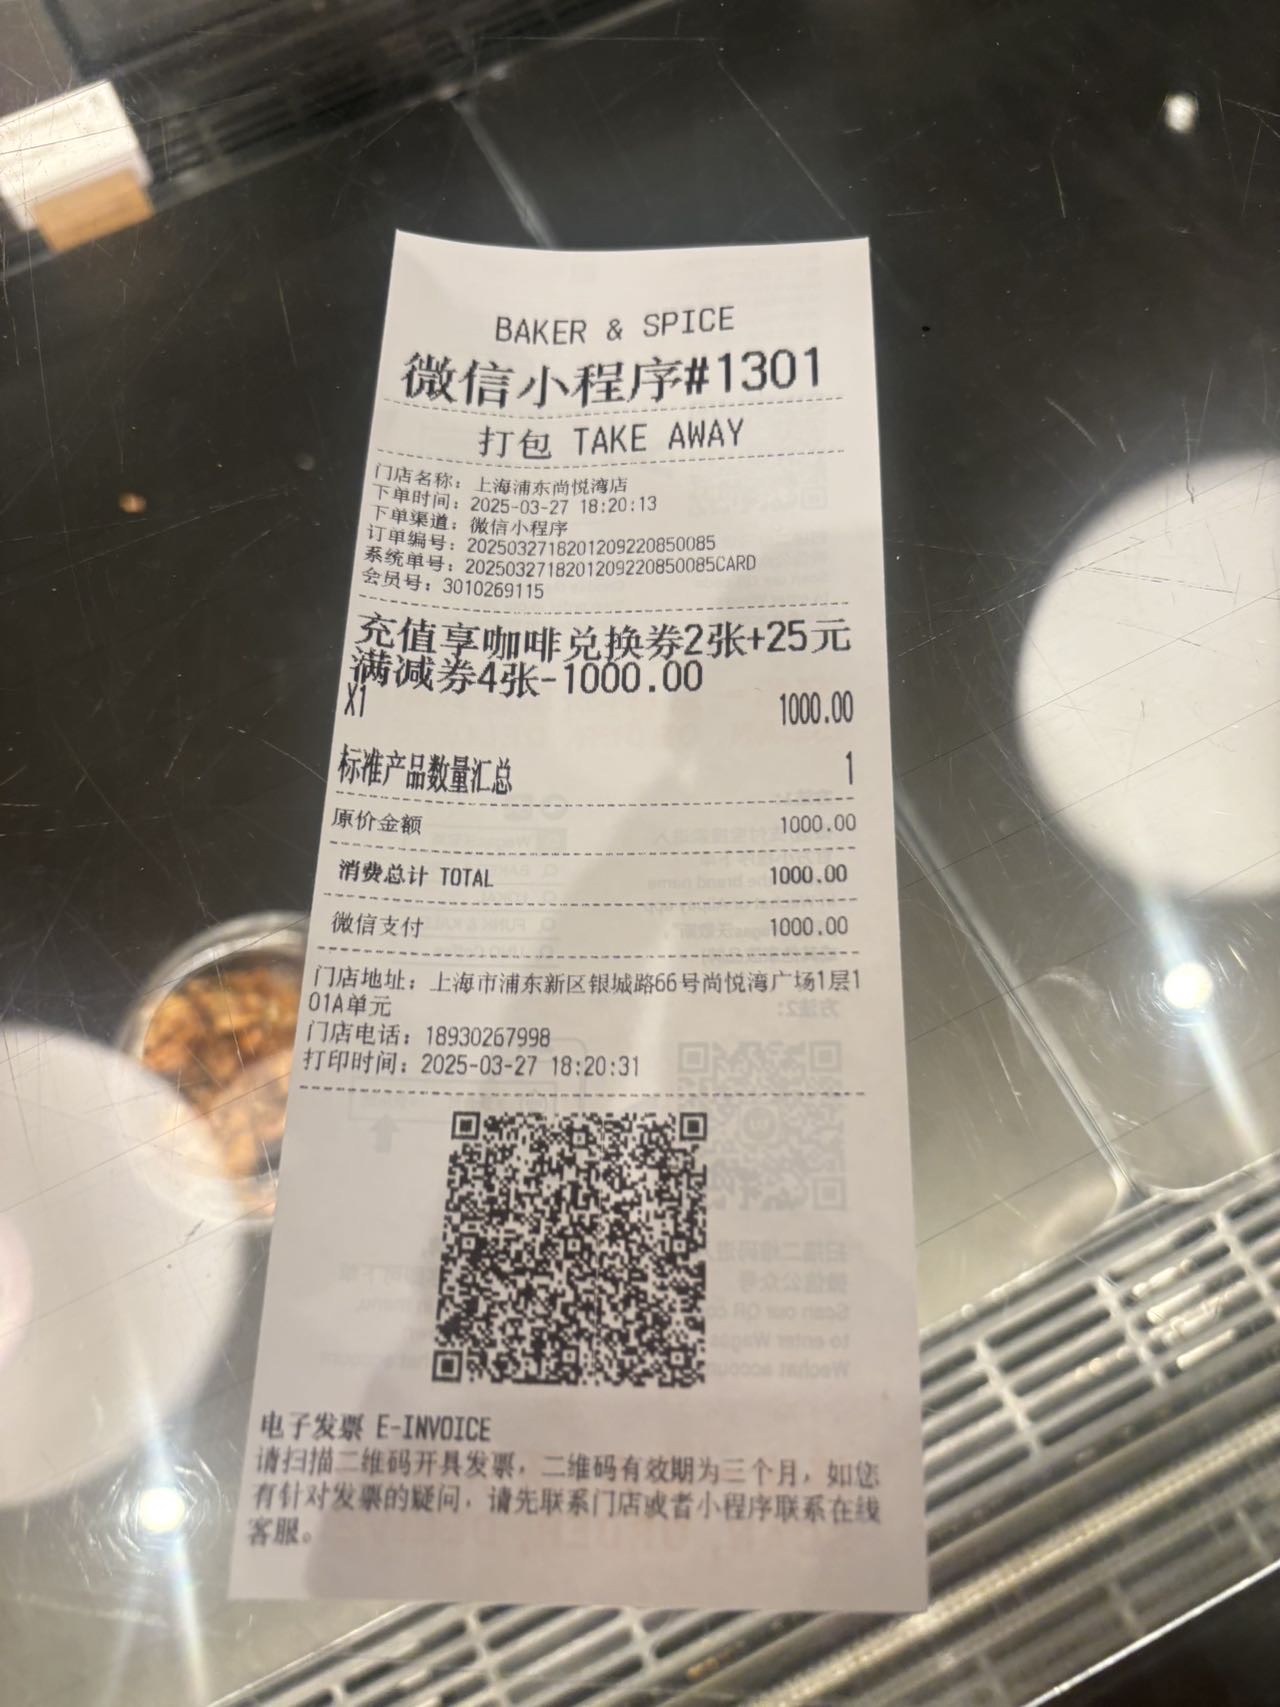 BAKER & SPICE
微信小程序#1301
打包 TAKE AWAY
门店名称：上海浦东尚悦湾店
下单时间：2025-03-27 18:20:13
下单渠道：微信小程序
订单编号：2025032718201209220850085
系统单号：2025032718201209220850085CARD
会员号：3010269115
充值享咖啡兑换券2张+25元
满减券4张-1000.00
X1 1000.00
标准产品数量汇总 1
原价金额 1000.00
消费总计 TOTAL 1000.00
微信支付 1000.00
门店地址：上海市浦东新区银城路66号尚悦湾广场1层1
01A单元
门店电话：18930267998
打印时间：2025-03-27 18:20:31
电子发票 E-INVOICE
请扫描二维码开具发票，二维码有效期为三个月，如您
有针对发票的疑问，请先联系门店或者小程序联系在线
客服。